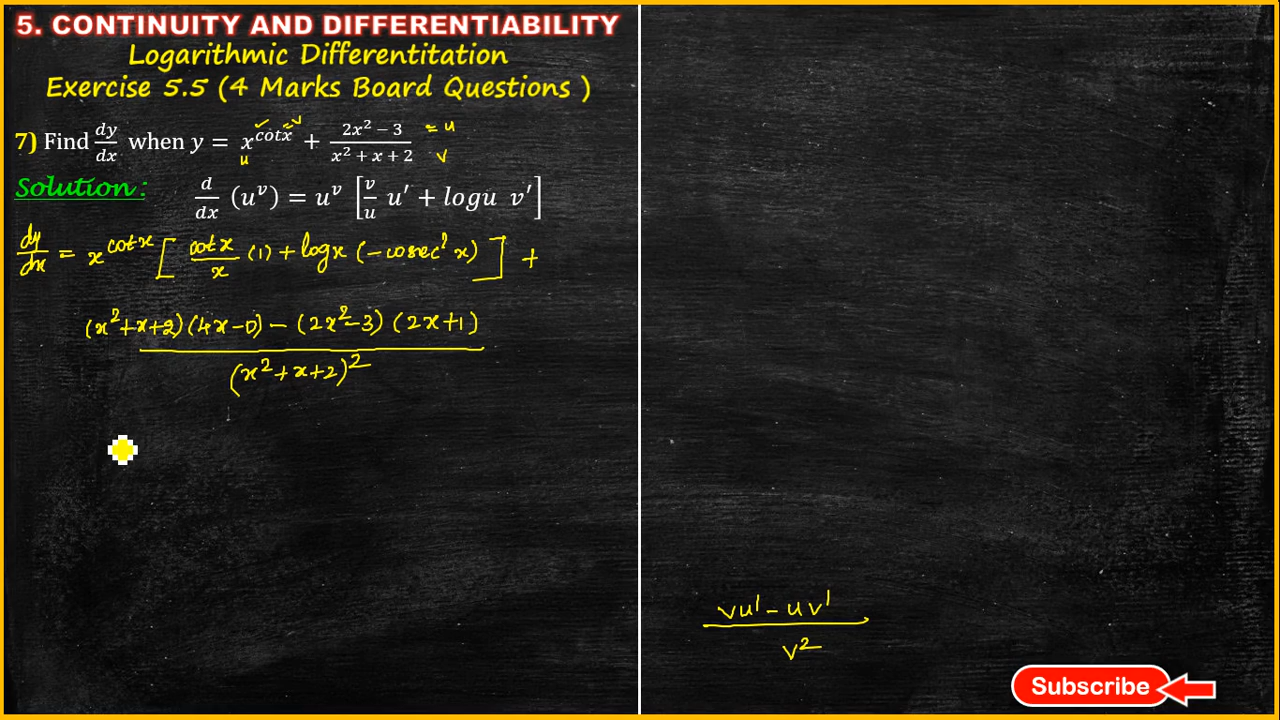 5. CONTINUITY AND DIFFERENTIABILITY
Logarithmic Differentitation
Exercise 5.5 (4 Marks Board Questions )
7) Find dy/dx when y = x^cotx + (2x² − 3)/(x² + x + 2)
u v = u v
Solution :
d/dx (u^v) = u^v [v/u u′ + logu v′]
dy/dx = x^cotx [cotx/x (1) + logx (−cosec²x)] +
(x²+x+2)(4x−0) − (2x²−3)(2x+1)
(x²+x+2)²
vu' − uv'
v²
Subscribe